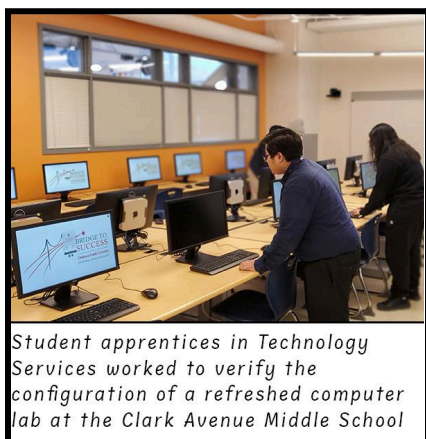 BRIDGE TO
SUCCESS
Student apprentices in Technology
Services worked to verify the
configuration of a refreshed computer
lab at the Clark Avenue Middle School